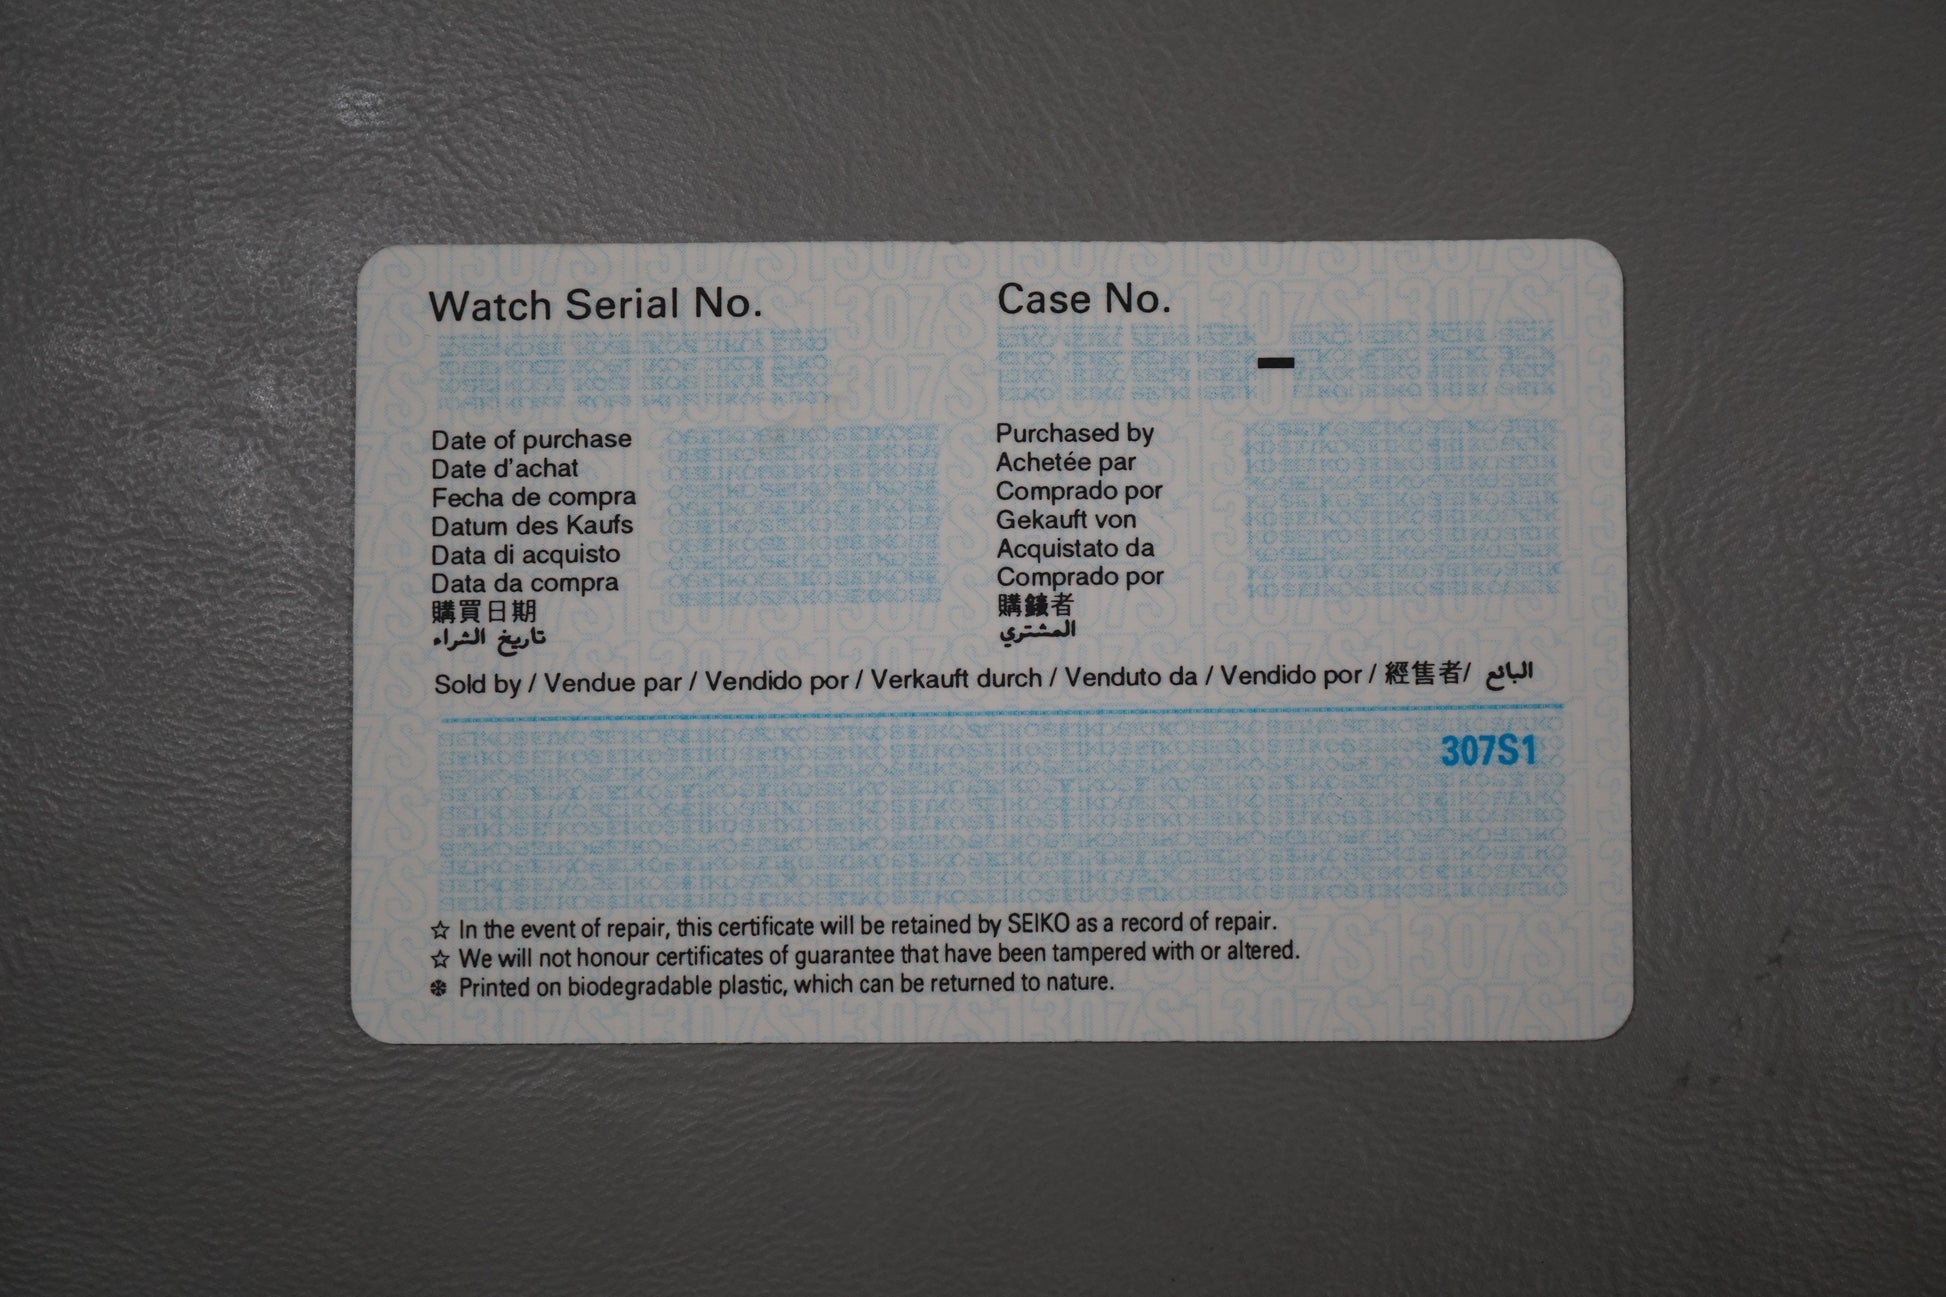 Watch Serial No.
Case No.
Date of purchase
Date d'achat
Fecha de compra
Datum des Kaufs
Data di acquisto
Data da compra
購買日期
تاريخ الشراء
Purchased by
Achetée par
Comprado por
Gekauft von
Acquistato da
Comprado por
المشتري
Sold by / Vendue par / Vendido por / Verkauft durch / Venduto da / Vendido por / 經售者/ البائع
307S1
☆ In the event of repair, this certificate will be retained by SEIKO as a record of repair.
☆ We will not honour certificates of guarantee that have been tampered with or altered.
❄ Printed on biodegradable plastic, which can be returned to nature.